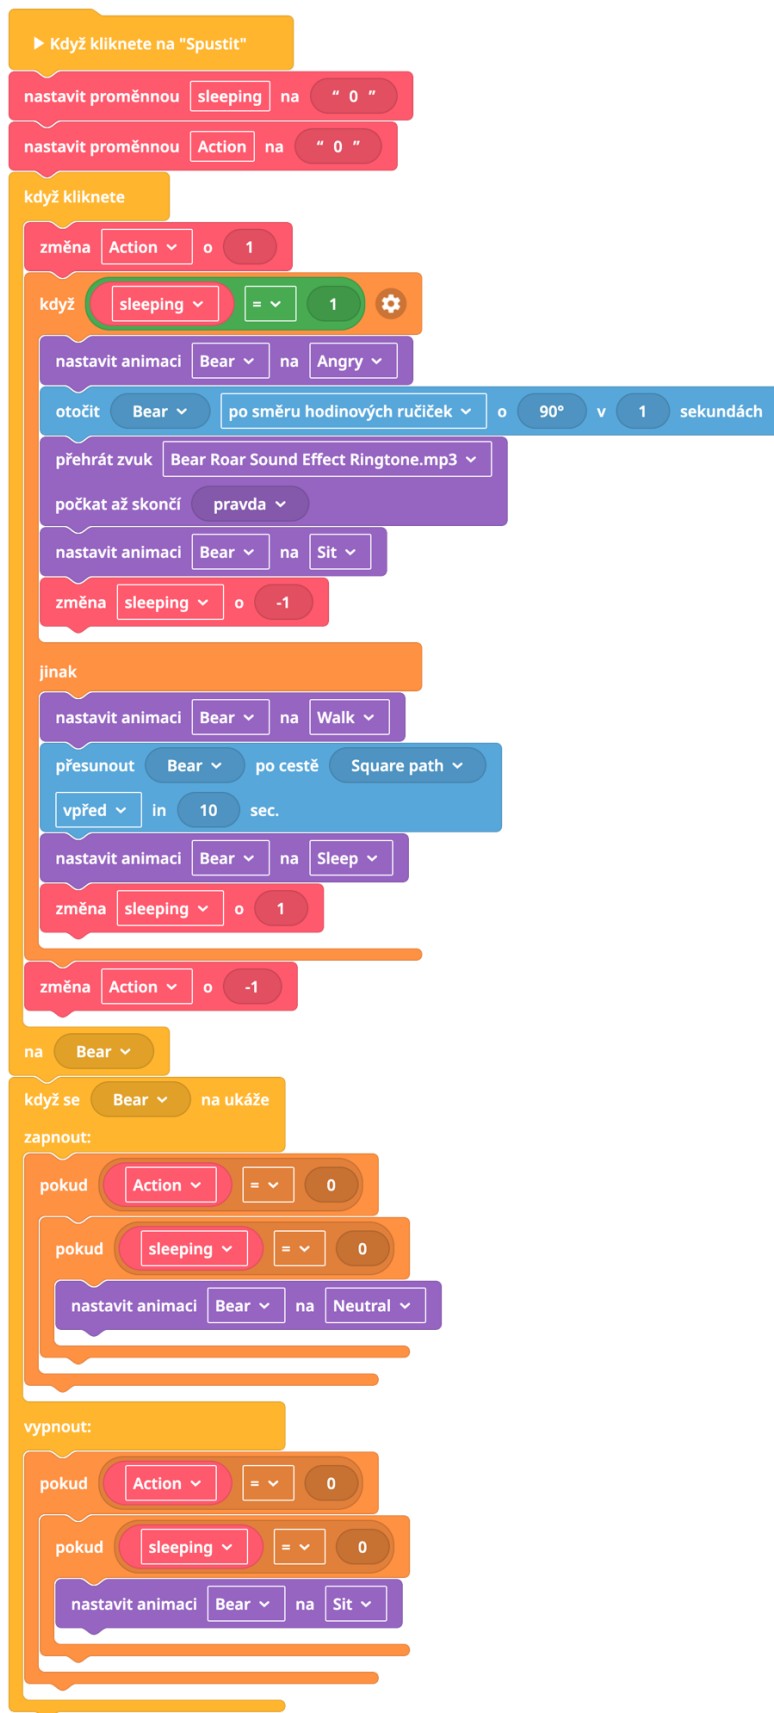 Když kliknete na "Spustit"
nastavit proměnnou sleeping na “ 0 ”
nastavit proměnnou Action na “ 0 ”
když kliknete
změna Action o 1
když sleeping = 1
nastavit animaci Bear na Angry
otočit Bear po směru hodinových ručiček o 90° v 1 sekundách
přehrát zvuk Bear Roar Sound Effect Ringtone.mp3
počkat až skončí pravda
nastavit animaci Bear na Sit
změna sleeping o -1
jinak
nastavit animaci Bear na Walk
přesunout Bear po cestě Square path
vpřed in 10 sec.
nastavit animaci Bear na Sleep
změna sleeping o 1
změna Action o -1
na Bear
když se Bear na ukáže
zapnout:
pokud Action = 0
pokud sleeping = 0
nastavit animaci Bear na Neutral
vypnout:
pokud Action = 0
pokud sleeping = 0
nastavit animaci Bear na Sit